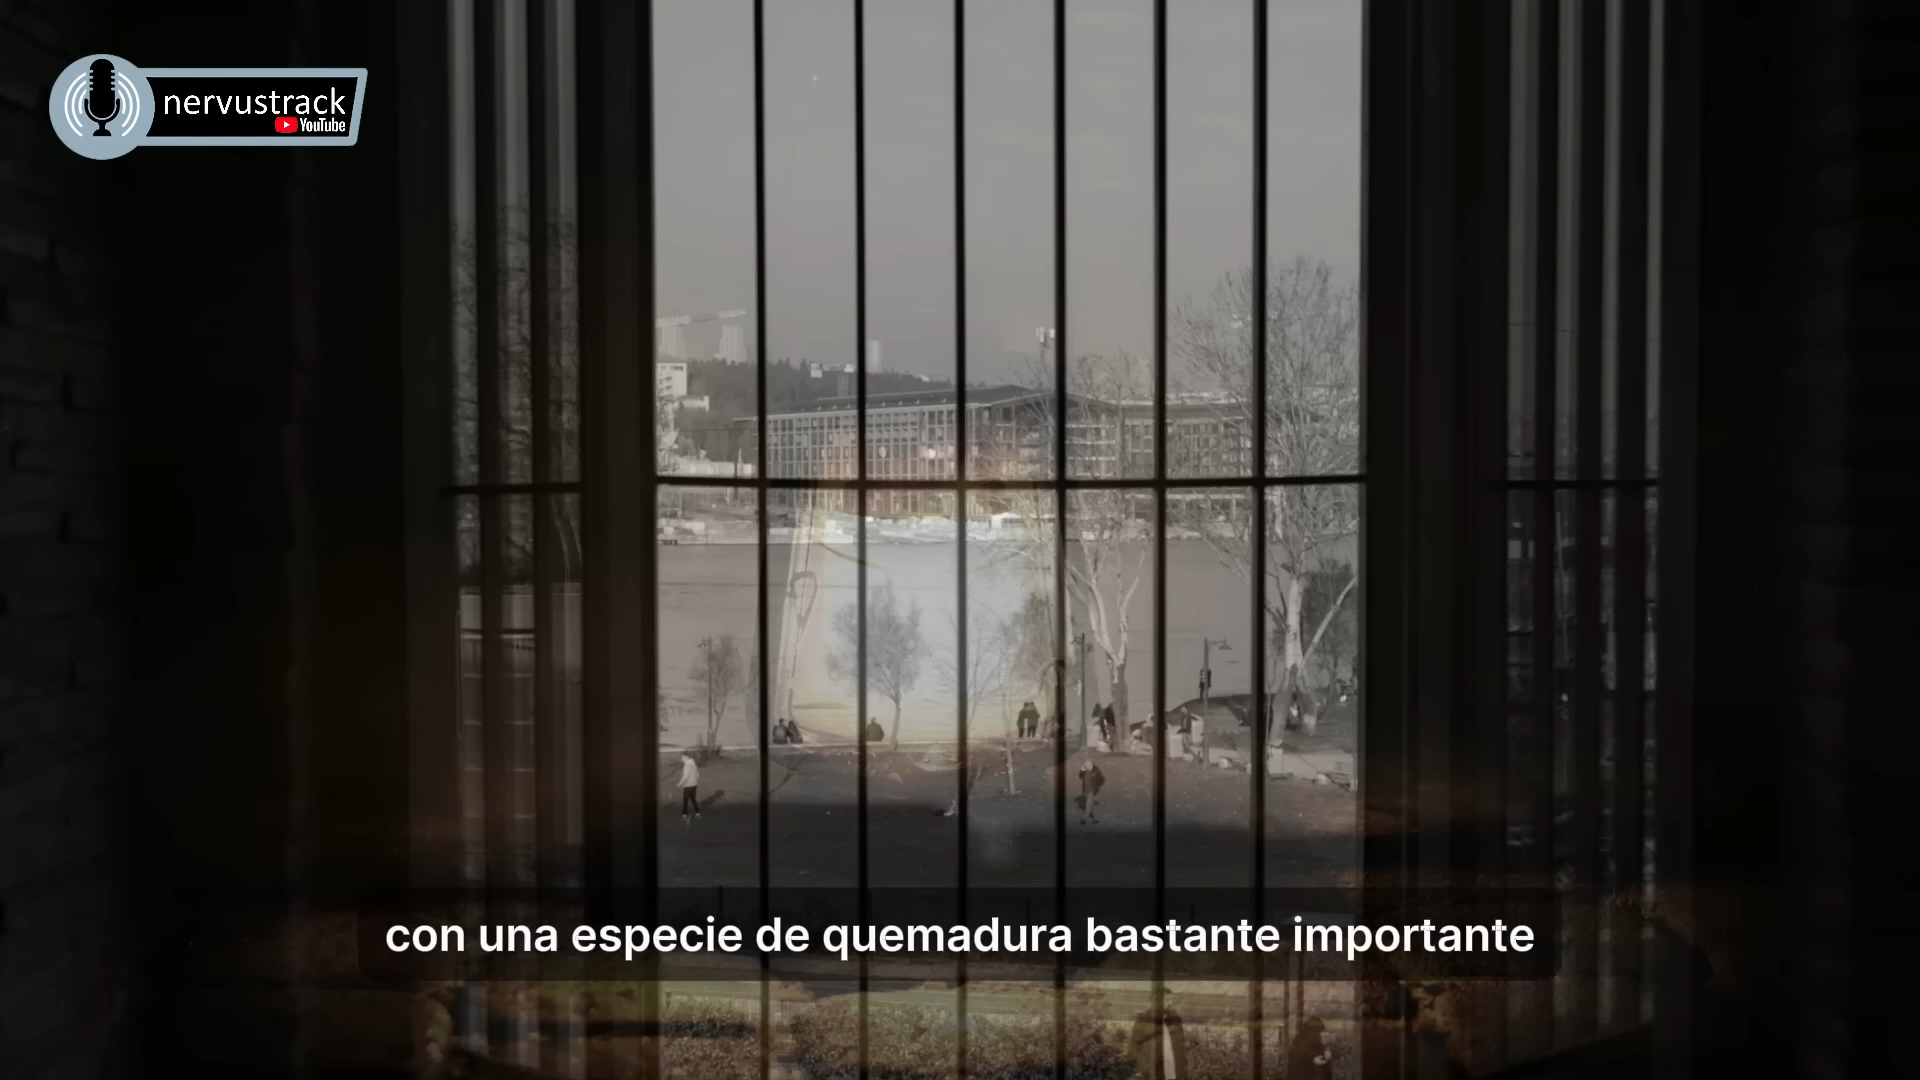 nervustrack
YouTube
con una especie de quemadura bastante importante